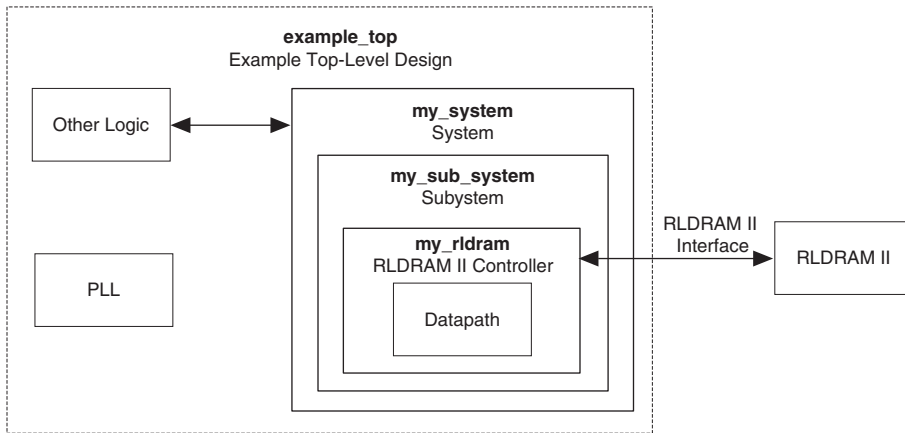 example_top
Example Top-Level Design
Other Logic
my_system
System
my_sub_system
Subystem
my_rldram
RLDRAM II Controller
Datapath
PLL
RLDRAM II
Interface
RLDRAM II